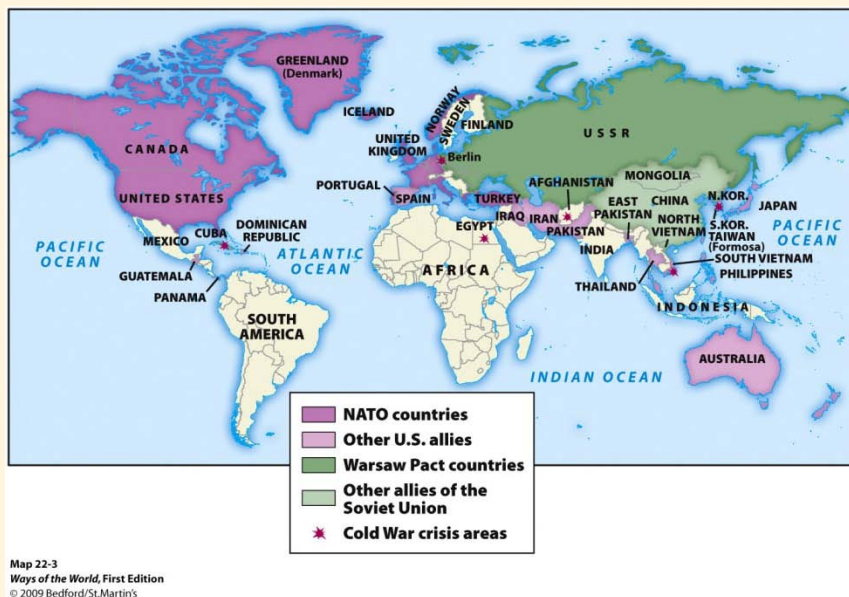 GREENLAND
(Denmark)
ICELAND
NORWAY
SWEDEN
FINLAND
USSR
CANADA
UNITED
KINGDOM
Berlin
UNITED STATES
PORTUGAL
SPAIN
TURKEY
AFGHANISTAN
MONGOLIA
IRAQ
IRAN
EAST
PAKISTAN
CHINA
N.KOR.
JAPAN
CUBA
DOMINICAN
REPUBLIC
EGYPT
PAKISTAN
NORTH
VIETNAM
S.KOR.
TAIWAN
(Formosa)
PACIFIC
OCEAN
PACIFIC
OCEAN
MEXICO
ATLANTIC
OCEAN
INDIA
SOUTH VIETNAM
GUATEMALA
AFRICA
THAILAND
PHILIPPINES
PANAMA
INDONESIA
SOUTH
AMERICA
AUSTRALIA
INDIAN OCEAN
NATO countries
Other U.S. allies
Warsaw Pact countries
Other allies of the
Soviet Union
Cold War crisis areas
Map 22-3
Ways of the World, First Edition
© 2009 Bedford/St.Martin's